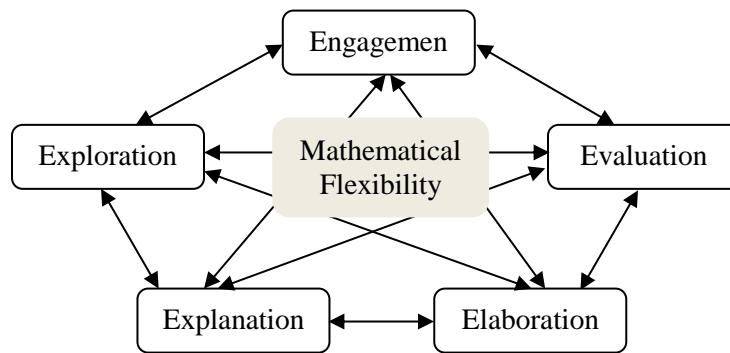 Engagemen
Exploration
Mathematical
Flexibility
Evaluation
Explanation
Elaboration